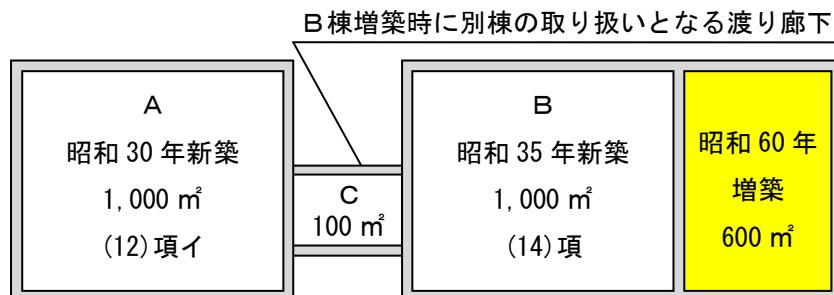 B棟増築時に別棟の取り扱いとなる渡り廊下
A
昭和 30 年新築
1,000 ㎡
(12)項イ
C
100 ㎡
B
昭和 35 年新築
1,000 ㎡
(14)項
昭和 60 年
増築
600 ㎡